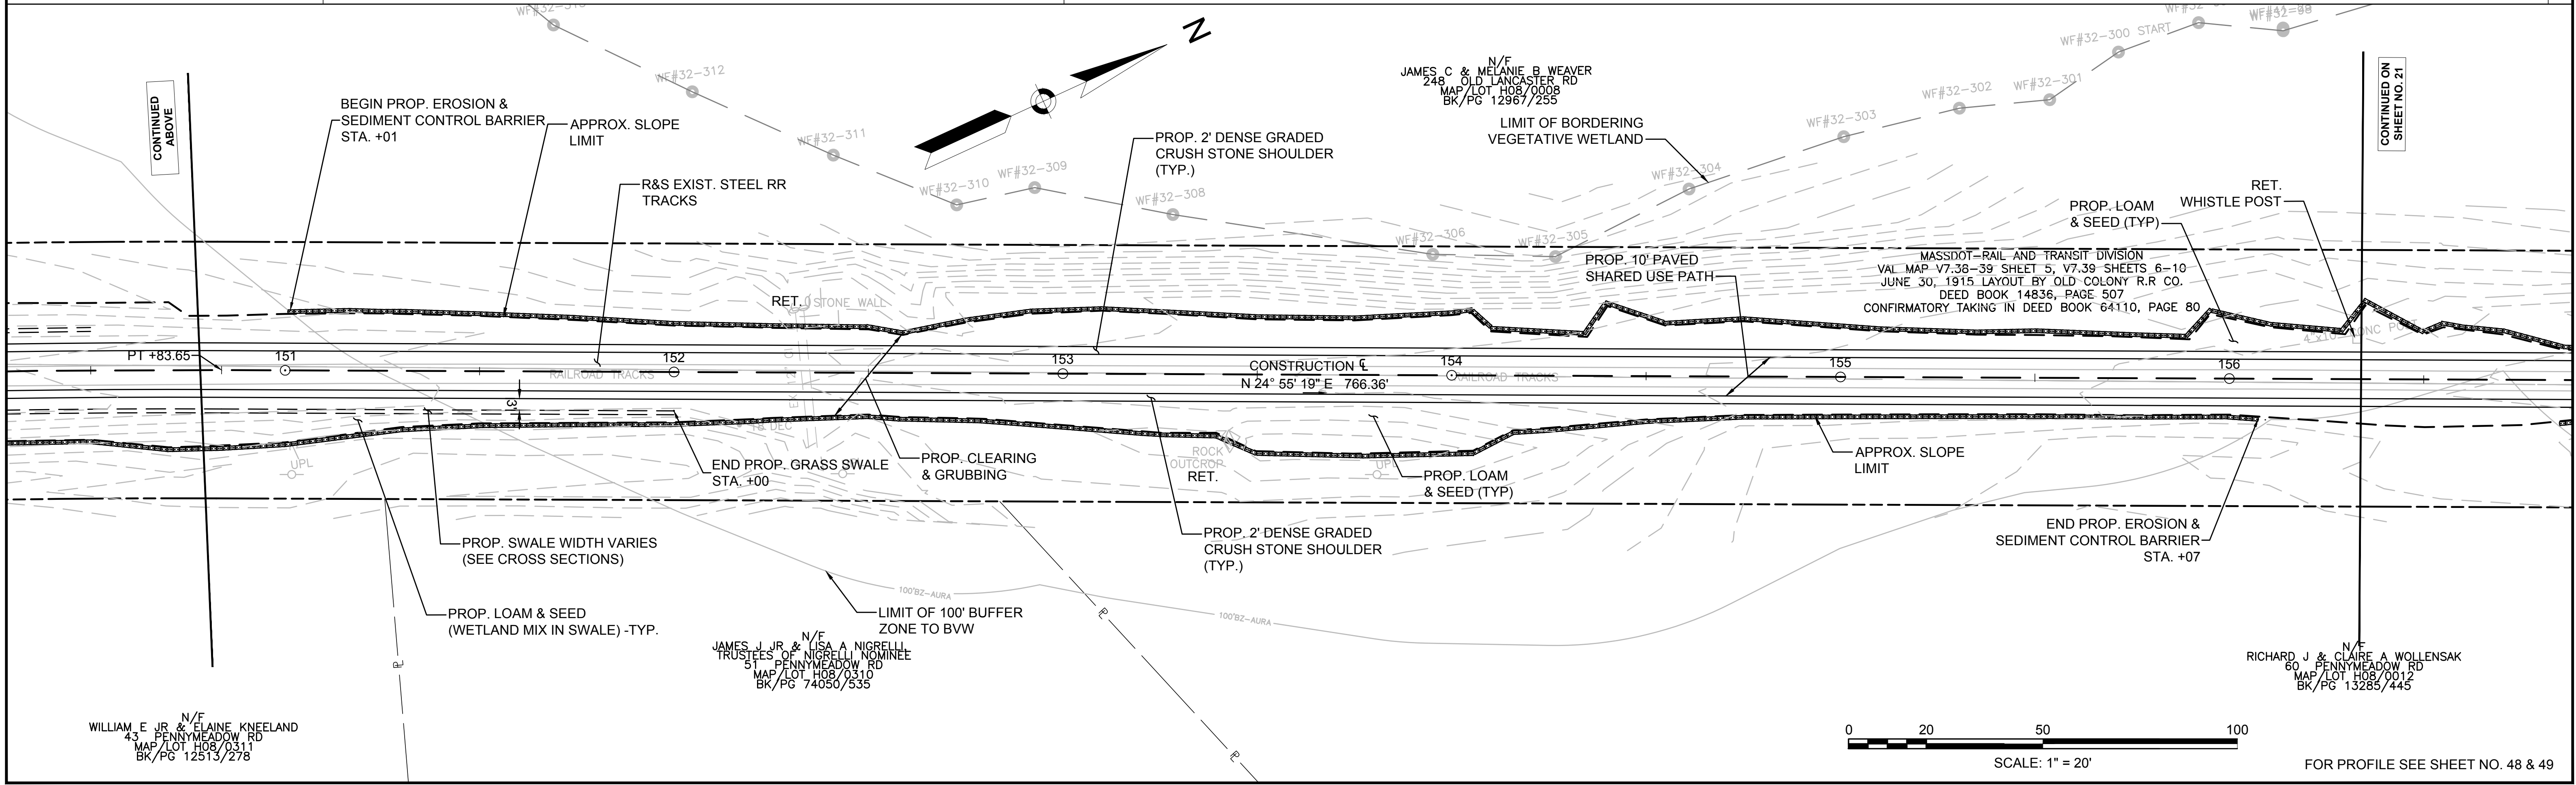 WF#32-312
WF#32-311
WF#32-310
WF#32-309
WF#32-308
WF#32-306
WF#32-305
WF#32-304
WF#32-303
WF#32-302
WF#32-301
WF#32-300 START
WF#32-98
N
CONTINUED
ABOVE
BEGIN PROP. EROSION &
SEDIMENT CONTROL BARRIER
STA. +01
APPROX. SLOPE
LIMIT
R&S EXIST. STEEL RR
TRACKS
PROP. 2' DENSE GRADED
CRUSH STONE SHOULDER
(TYP.)
N/F
JAMES C & MELANIE B WEAVER
248 OLD LANCASTER RD
MAP/LOT H08/0008
BK/PG 12967/255
LIMIT OF BORDERING
VEGETATIVE WETLAND
CONTINUED ON
SHEET NO. 21
RET.
WHISTLE POST
PROP. LOAM
& SEED (TYP)
PROP. 10' PAVED
SHARED USE PATH
MASSDOT-RAIL AND TRANSIT DIVISION
VAL MAP V7.38-39 SHEET 5, V7.39 SHEETS 6-10
JUNE 30, 1915 LAYOUT BY OLD COLONY R.R CO.
DEED BOOK 14836, PAGE 507
CONFIRMATORY TAKING IN DEED BOOK 64110, PAGE 80
RET.
STONE WALL
CONC POST
PT +83.65
151
152
153
154
155
156
RAILROAD TRACKS
RAILROAD TRACKS
CONSTRUCTION ℄
N 24° 55' 19" E 766.36'
3'
UPL
END PROP. GRASS SWALE
STA. +00
PROP. CLEARING
& GRUBBING
ROCK
OUTCROP
RET.
UPL
PROP. LOAM
& SEED (TYP)
APPROX. SLOPE
LIMIT
PROP. SWALE WIDTH VARIES
(SEE CROSS SECTIONS)
PROP. 2' DENSE GRADED
CRUSH STONE SHOULDER
(TYP.)
END PROP. EROSION &
SEDIMENT CONTROL BARRIER
STA. +07
PROP. LOAM & SEED
(WETLAND MIX IN SWALE) -TYP.
LIMIT OF 100' BUFFER
ZONE TO BVW
100'BZ-AURA
100'BZ-AURA
PL
PL
PL
N/F
JAMES J JR & LISA A NIGRELLI,
TRUSTEES OF NIGRELLI NOMINEE
51 PENNYMEADOW RD
MAP/LOT H08/0310
BK/PG 74050/535
N/F
RICHARD J & CLAIRE A WOLLENSAK
60 PENNYMEADOW RD
MAP/LOT H08/0012
BK/PG 13285/445
N/F
WILLIAM E JR & ELAINE KNEELAND
43 PENNYMEADOW RD
MAP/LOT H08/0311
BK/PG 12513/278
0 20 50 100
SCALE: 1" = 20'
FOR PROFILE SEE SHEET NO. 48 & 49